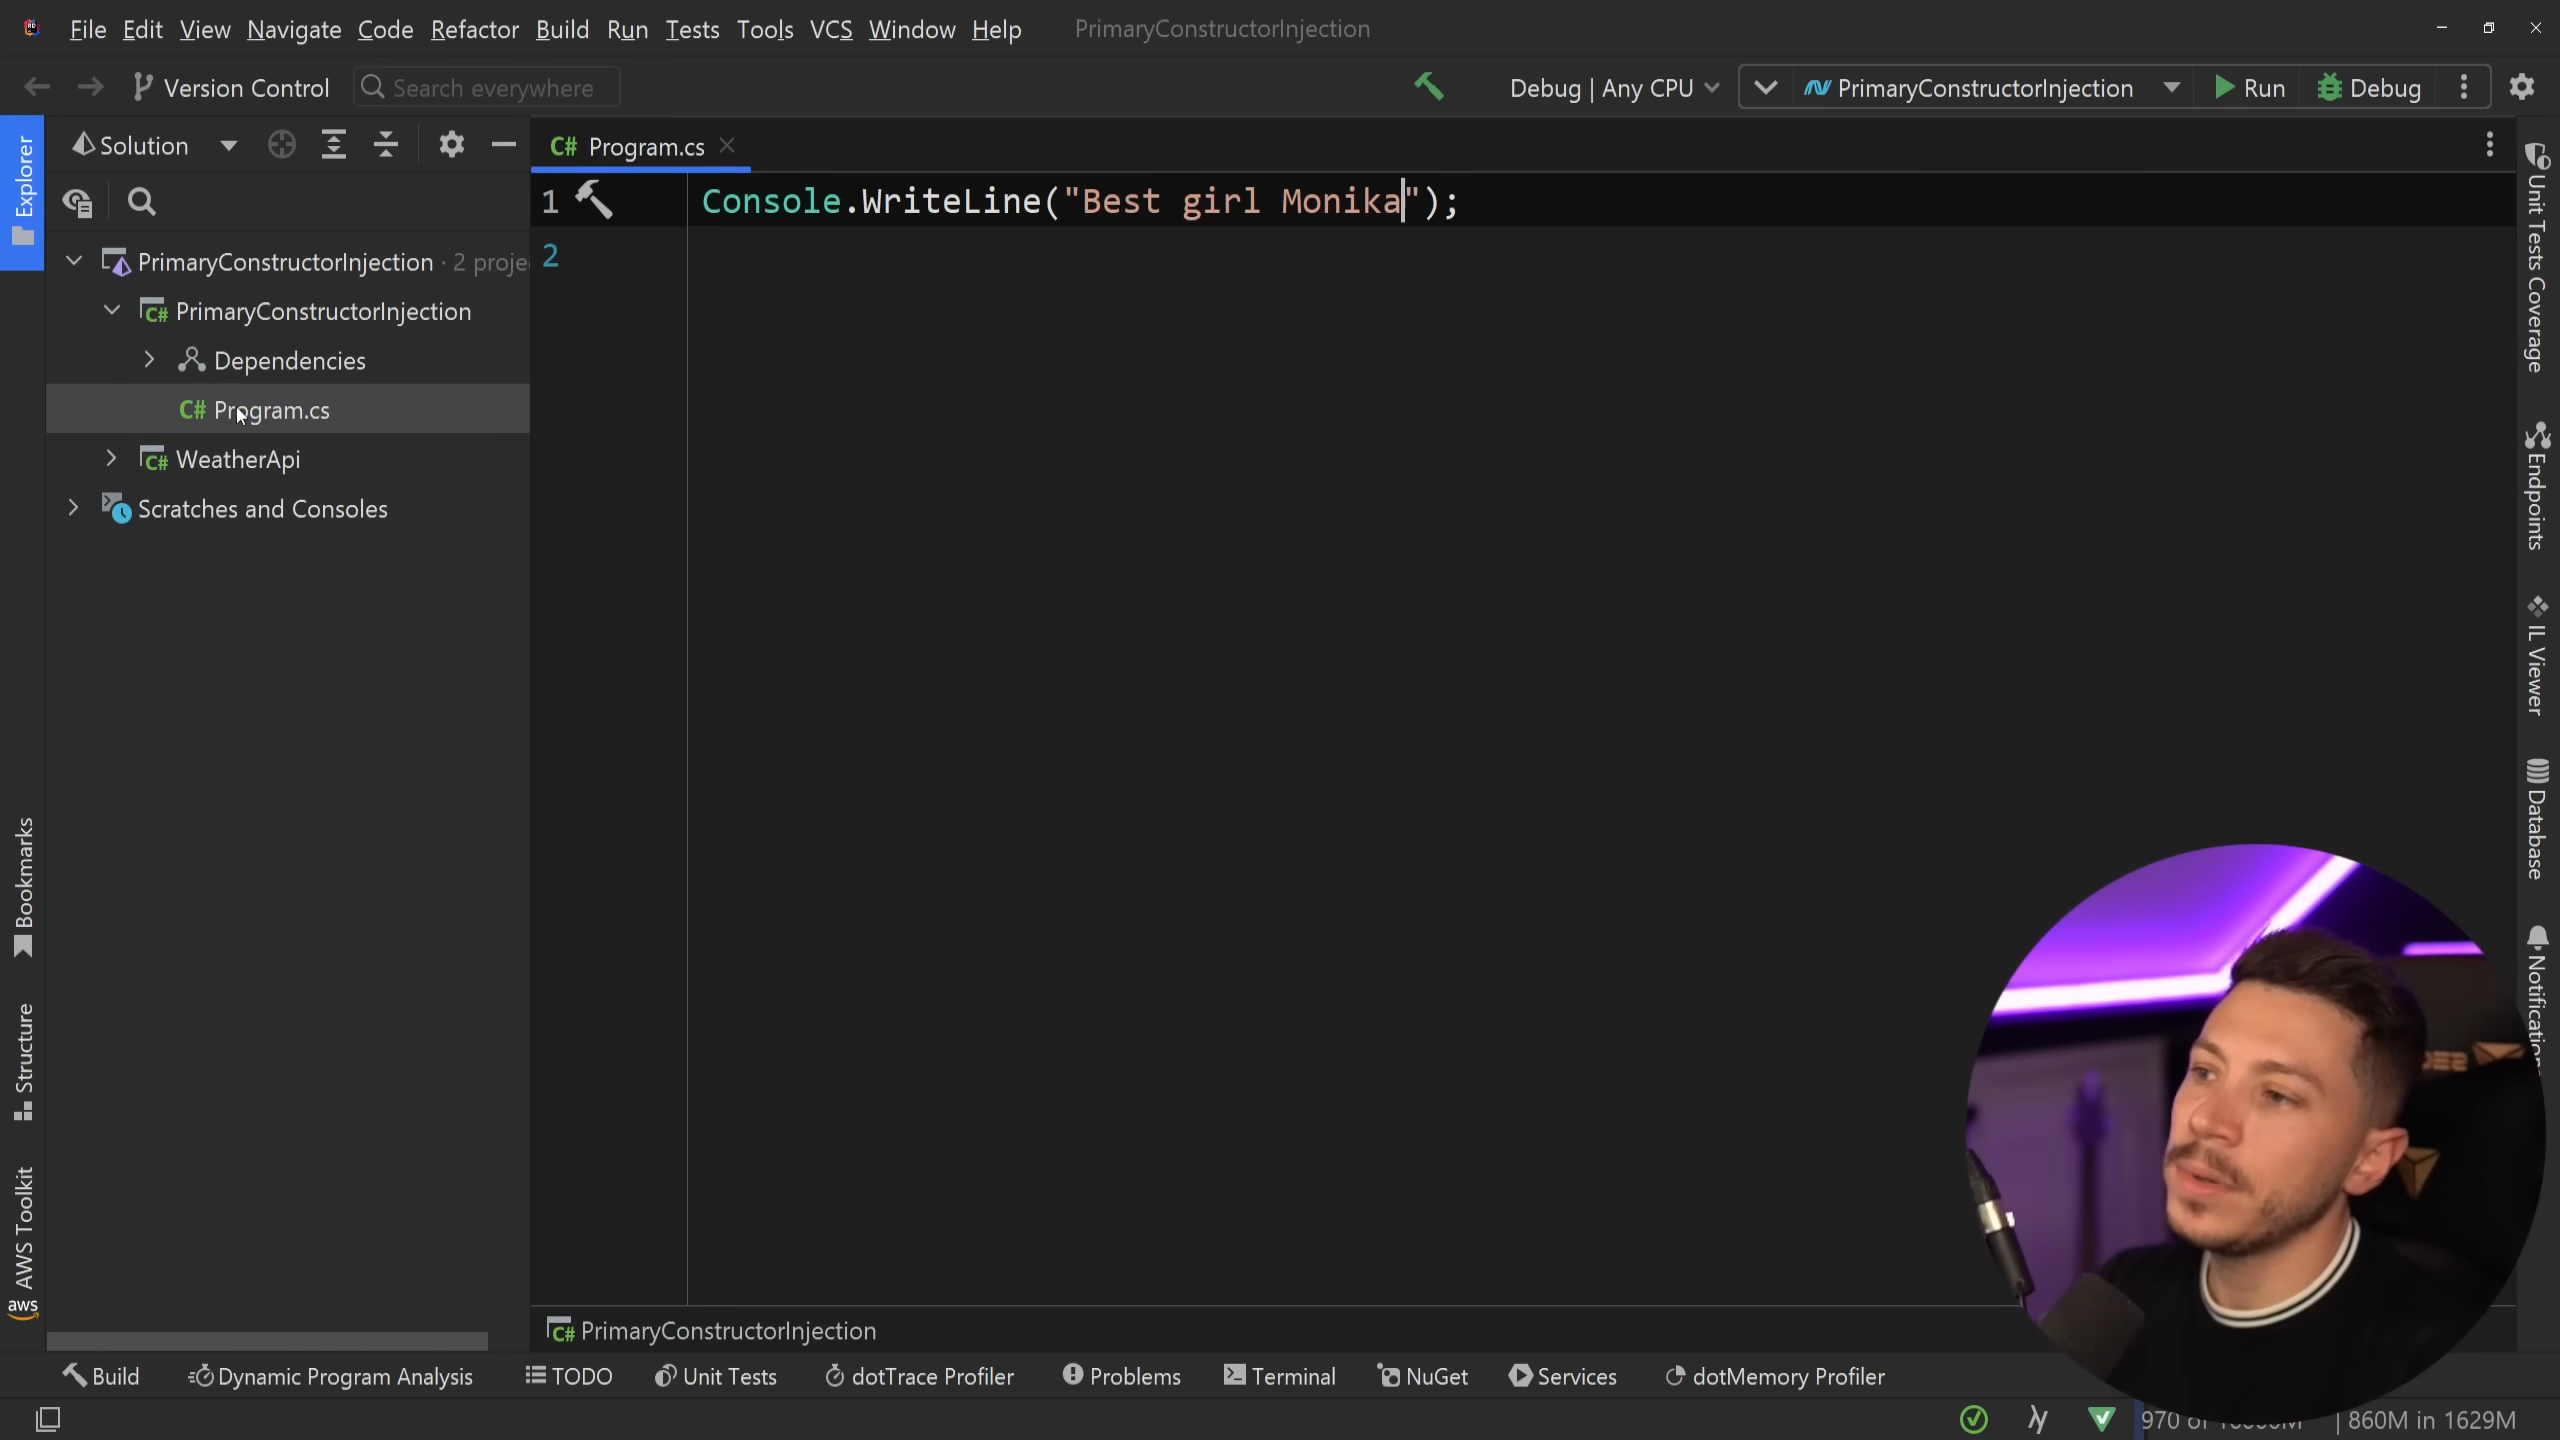 File Edit View Navigate Code Refactor Build Run Tests Tools VCS Window Help PrimaryConstructorInjection
Version Control Search everywhere Debug | Any CPU PrimaryConstructorInjection Run Debug
Explorer
Solution
C# Program.cs
1 Console.WriteLine("Best girl Monika");
2
PrimaryConstructorInjection · 2 proje
C# PrimaryConstructorInjection
Dependencies
C# Program.cs
C# WeatherApi
Scratches and Consoles
Bookmarks
Structure
AWS Toolkit
aws
Unit Tests Coverage
Endpoints
IL Viewer
Database
Notification
C# PrimaryConstructorInjection
Build Dynamic Program Analysis TODO Unit Tests dotTrace Profiler Problems Terminal NuGet Services dotMemory Profiler
970 of 860M in 1629M